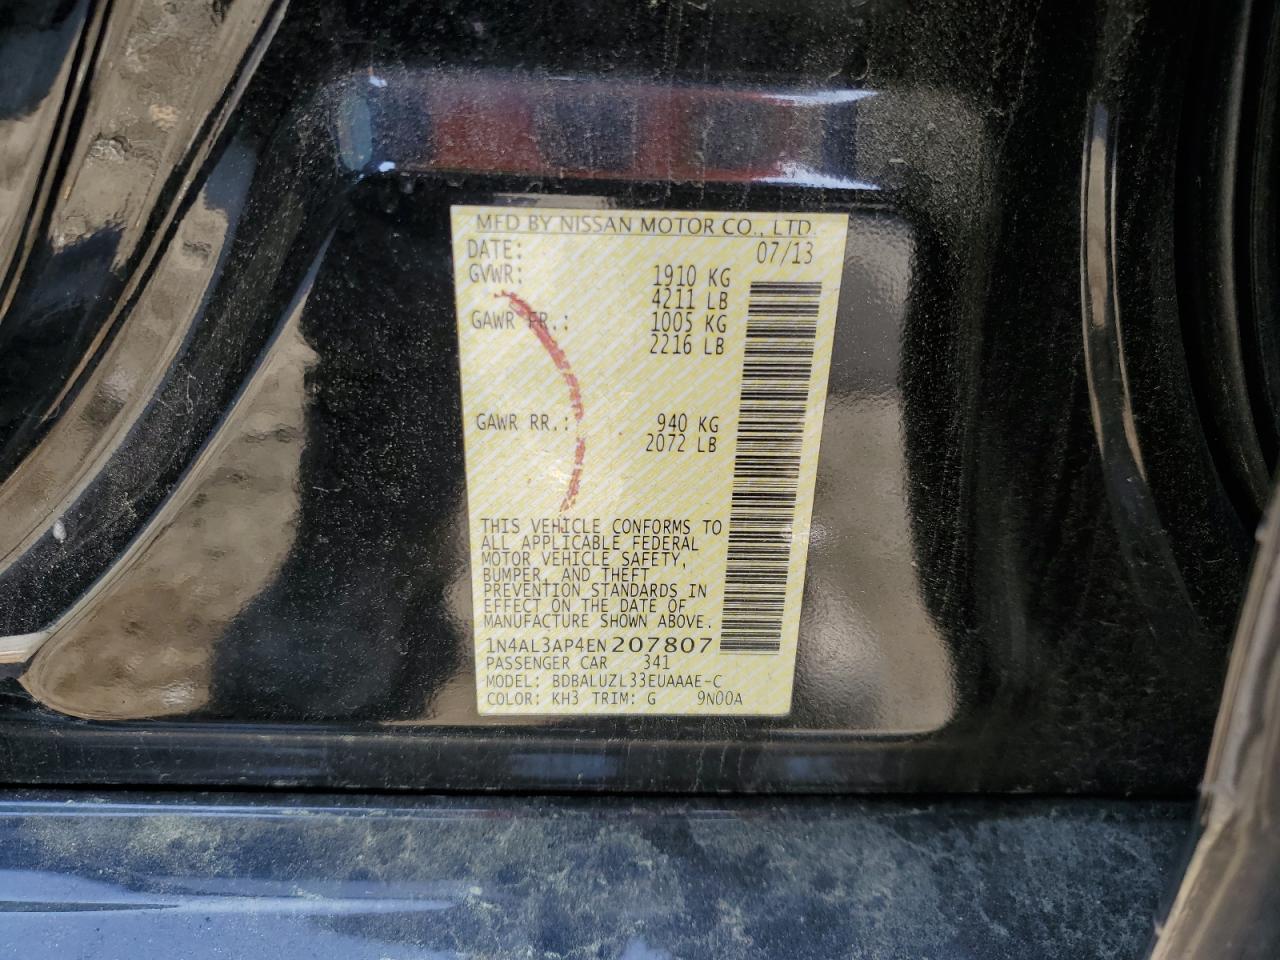 MFD BY NISSAN MOTOR CO., LTD.
DATE: 07/13
GVWR: 1910 KG
4211 LB
GAWR FR.: 1005 KG
2216 LB
GAWR RR.: 940 KG
2072 LB
THIS VEHICLE CONFORMS TO
ALL APPLICABLE FEDERAL
MOTOR VEHICLE SAFETY,
BUMPER, AND THEFT
PREVENTION STANDARDS IN
EFFECT ON THE DATE OF
MANUFACTURE SHOWN ABOVE.
1N4AL3AP4EN207807
PASSENGER CAR 341
MODEL: BDBALUZL33EUAAAE-C
COLOR: KH3 TRIM: G 9N00A